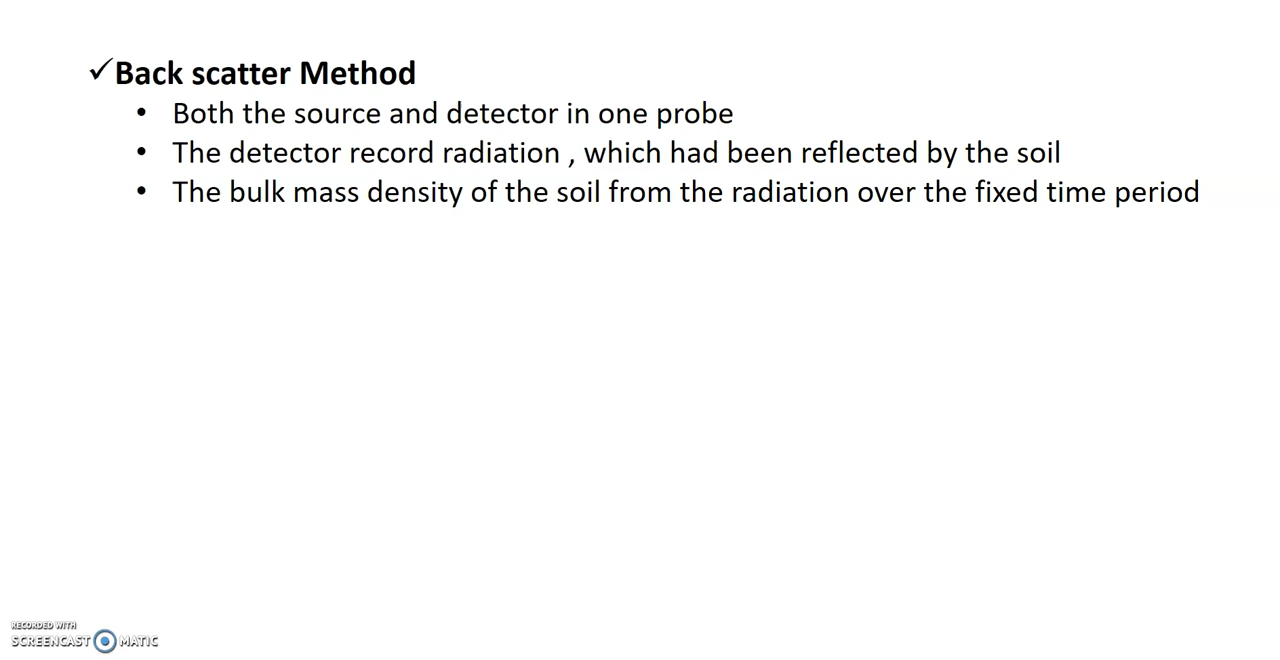 ✓Back scatter Method
• Both the source and detector in one probe
• The detector record radiation , which had been reflected by the soil
• The bulk mass density of the soil from the radiation over the fixed time period
RECORDED WITH
SCREENCAST MATIC